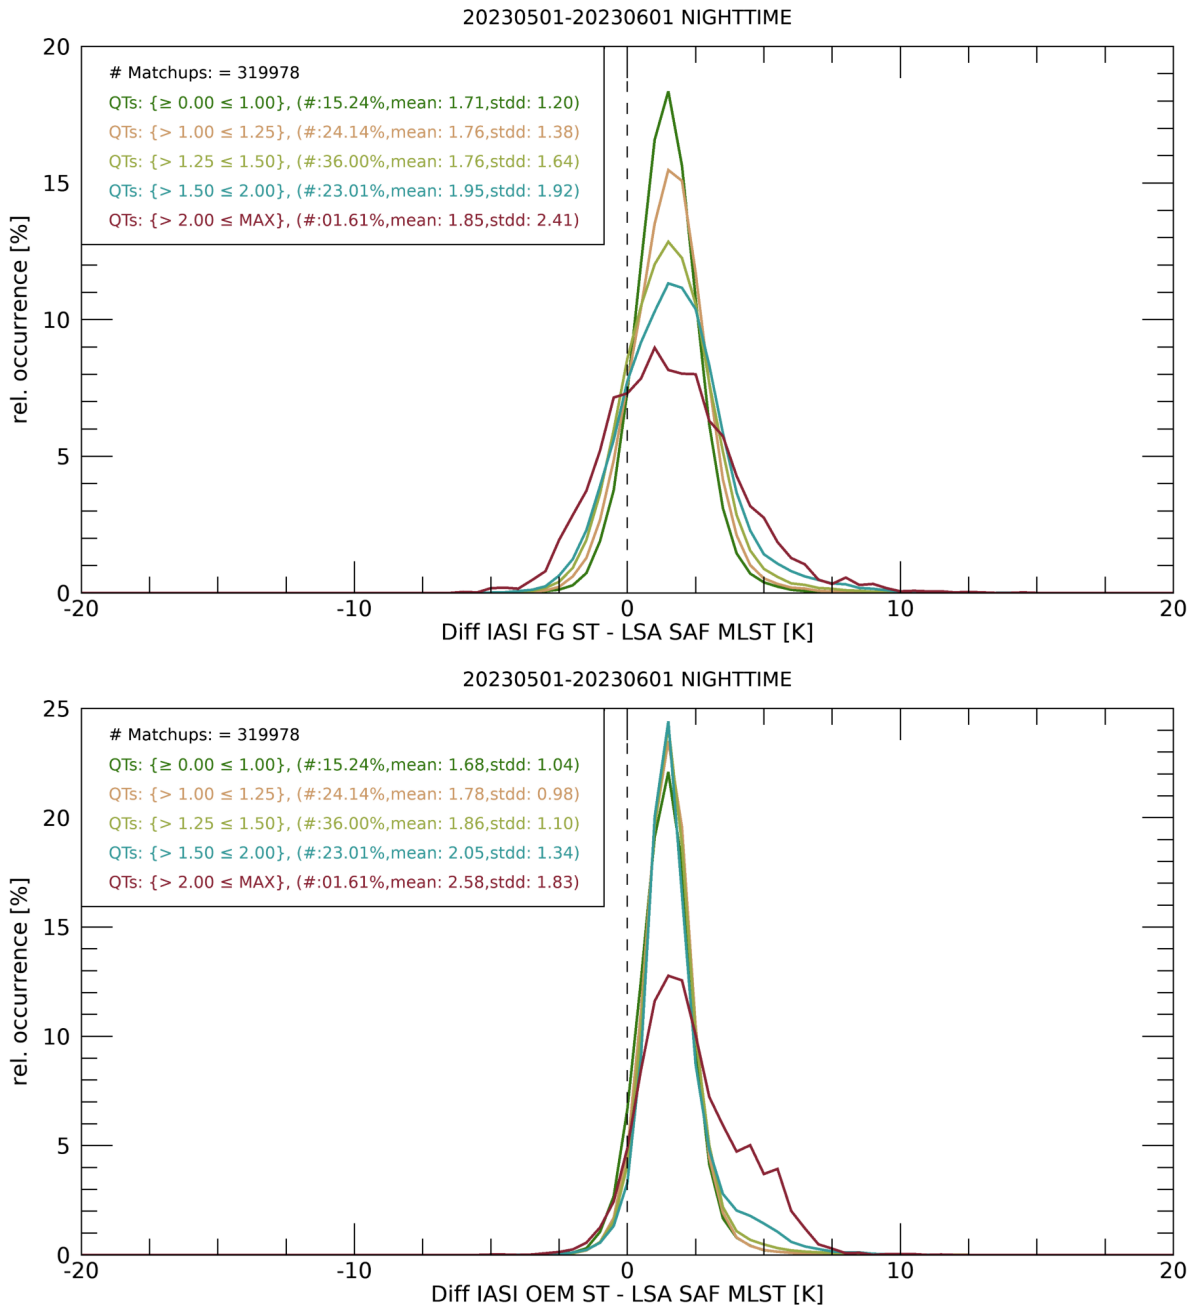 20230501-20230601 NIGHTTIME
# Matchups: = 319978
QTs: {≥ 0.00 ≤ 1.00}, (#:15.24%,mean: 1.71,stdd: 1.20)
QTs: {> 1.00 ≤ 1.25}, (#:24.14%,mean: 1.76,stdd: 1.38)
QTs: {> 1.25 ≤ 1.50}, (#:36.00%,mean: 1.76,stdd: 1.64)
QTs: {> 1.50 ≤ 2.00}, (#:23.01%,mean: 1.95,stdd: 1.92)
QTs: {> 2.00 ≤ MAX}, (#:01.61%,mean: 1.85,stdd: 2.41)
20
15
10
5
0
rel. occurrence [%]
-20 -10 0 10 20
Diff IASI FG ST - LSA SAF MLST [K]
20230501-20230601 NIGHTTIME
# Matchups: = 319978
QTs: {≥ 0.00 ≤ 1.00}, (#:15.24%,mean: 1.68,stdd: 1.04)
QTs: {> 1.00 ≤ 1.25}, (#:24.14%,mean: 1.78,stdd: 0.98)
QTs: {> 1.25 ≤ 1.50}, (#:36.00%,mean: 1.86,stdd: 1.10)
QTs: {> 1.50 ≤ 2.00}, (#:23.01%,mean: 2.05,stdd: 1.34)
QTs: {> 2.00 ≤ MAX}, (#:01.61%,mean: 2.58,stdd: 1.83)
25
20
15
10
5
0
rel. occurrence [%]
-20 -10 0 10 20
Diff IASI OEM ST - LSA SAF MLST [K]